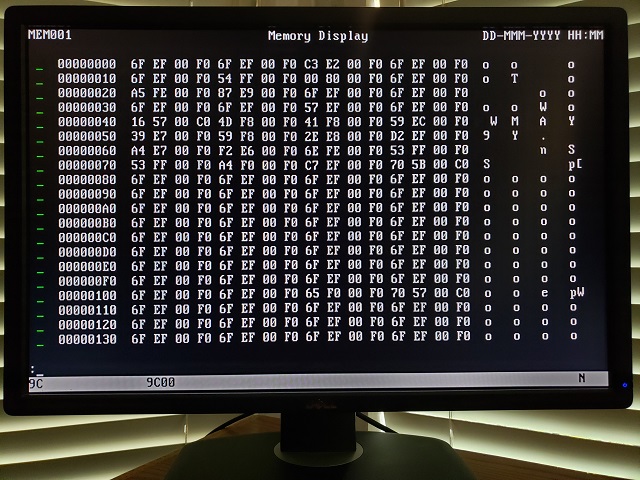 MEM001 Memory Display DD-MMM-YYYY HH:MM
_ 00000000 6F EF 00 F0 6F EF 00 F0 C3 E2 00 F0 6F EF 00 F0 o o o
_ 00000010 6F EF 00 F0 54 FF 00 F0 00 80 00 F0 6F EF 00 F0 o T o
_ 00000020 A5 FE 00 F0 87 E9 00 F0 6F EF 00 F0 6F EF 00 F0 o o
_ 00000030 6F EF 00 F0 6F EF 00 F0 57 EF 00 F0 6F EF 00 F0 o o W o
_ 00000040 16 57 00 C0 4D F8 00 F0 41 F8 00 F0 59 EC 00 F0 W M A Y
_ 00000050 39 E7 00 F0 59 F8 00 F0 2E E8 00 F0 D2 EF 00 F0 9 Y .
_ 00000060 A4 E7 00 F0 F2 E6 00 F0 6E FE 00 F0 53 FF 00 F0 n S
_ 00000070 53 FF 00 F0 A4 F0 00 F0 C7 EF 00 F0 70 5B 00 C0 S p[
_ 00000080 6F EF 00 F0 6F EF 00 F0 6F EF 00 F0 6F EF 00 F0 o o o o
_ 00000090 6F EF 00 F0 6F EF 00 F0 6F EF 00 F0 6F EF 00 F0 o o o o
_ 000000A0 6F EF 00 F0 6F EF 00 F0 6F EF 00 F0 6F EF 00 F0 o o o o
_ 000000B0 6F EF 00 F0 6F EF 00 F0 6F EF 00 F0 6F EF 00 F0 o o o o
_ 000000C0 6F EF 00 F0 6F EF 00 F0 6F EF 00 F0 6F EF 00 F0 o o o o
_ 000000D0 6F EF 00 F0 6F EF 00 F0 6F EF 00 F0 6F EF 00 F0 o o o o
_ 000000E0 6F EF 00 F0 6F EF 00 F0 6F EF 00 F0 6F EF 00 F0 o o o o
_ 000000F0 6F EF 00 F0 6F EF 00 F0 6F EF 00 F0 6F EF 00 F0 o o o o
_ 00000100 6F EF 00 F0 6F EF 00 F0 65 F0 00 F0 70 57 00 C0 o o e pW
_ 00000110 6F EF 00 F0 6F EF 00 F0 6F EF 00 F0 6F EF 00 F0 o o o o
_ 00000120 6F EF 00 F0 6F EF 00 F0 6F EF 00 F0 6F EF 00 F0 o o o o
_ 00000130 6F EF 00 F0 6F EF 00 F0 6F EF 00 F0 6F EF 00 F0 o o o o
:_
9C 9C00 N